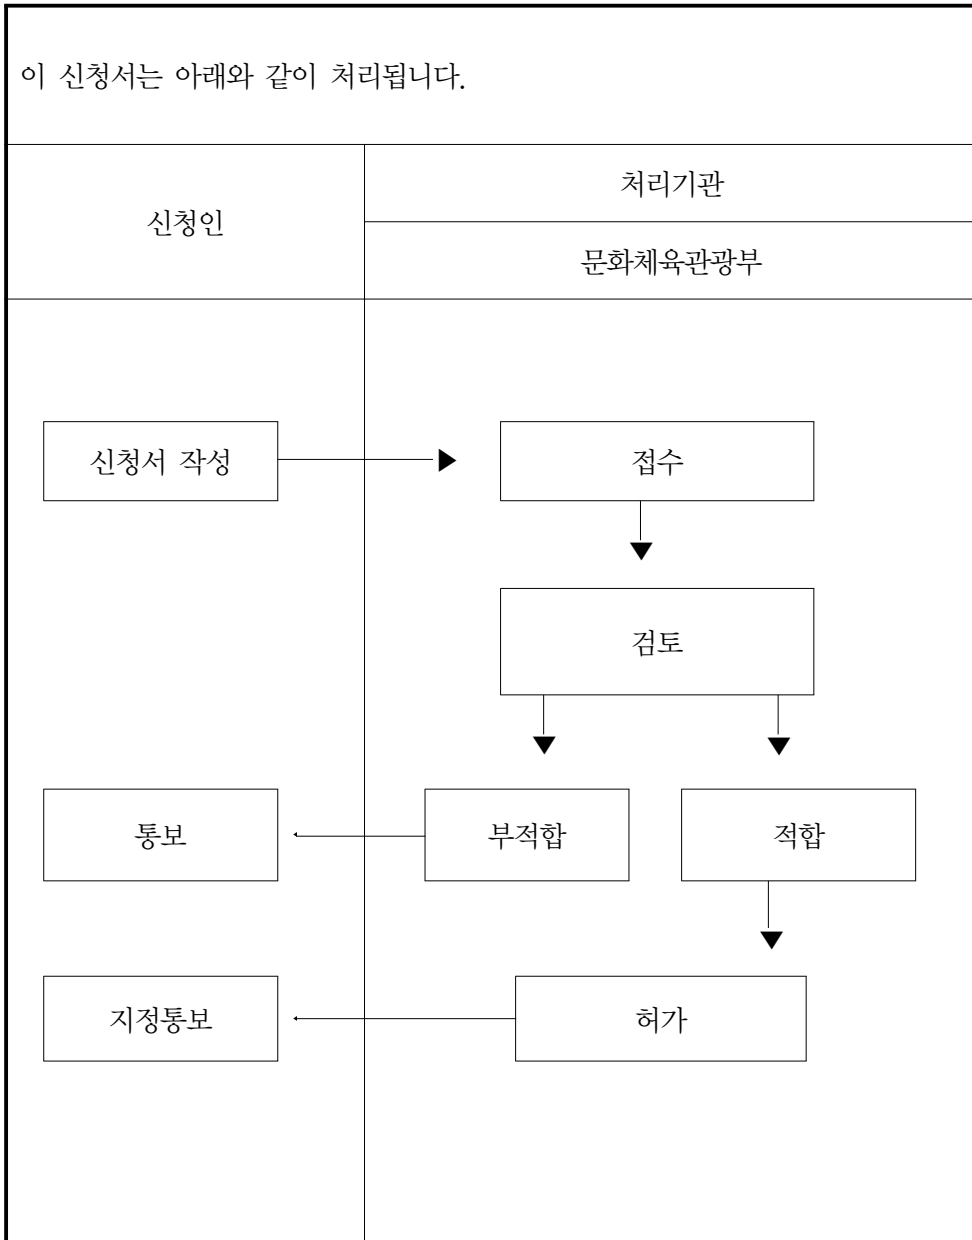 이 신청서는 아래와 같이 처리됩니다.
신청인
처리기관
문화체육관광부
신청서 작성
접수
검토
통보
부적합
적합
지정통보
허가